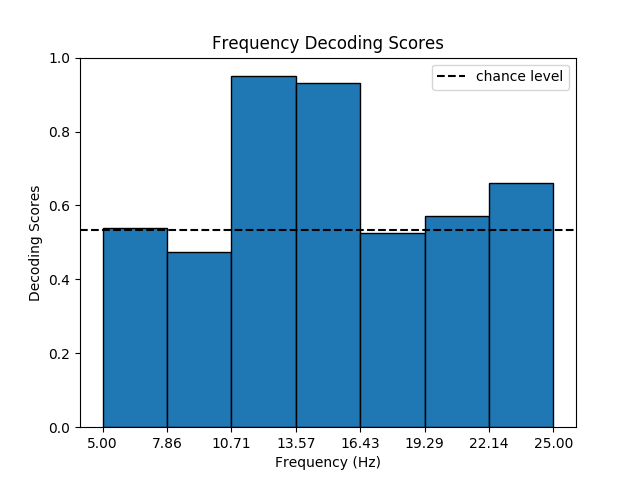 Frequency Decoding Scores
chance level
1.0
0.8
0.6
0.4
0.2
0.0
Decoding Scores
5.00 7.86 10.71 13.57 16.43 19.29 22.14 25.00
Frequency (Hz)